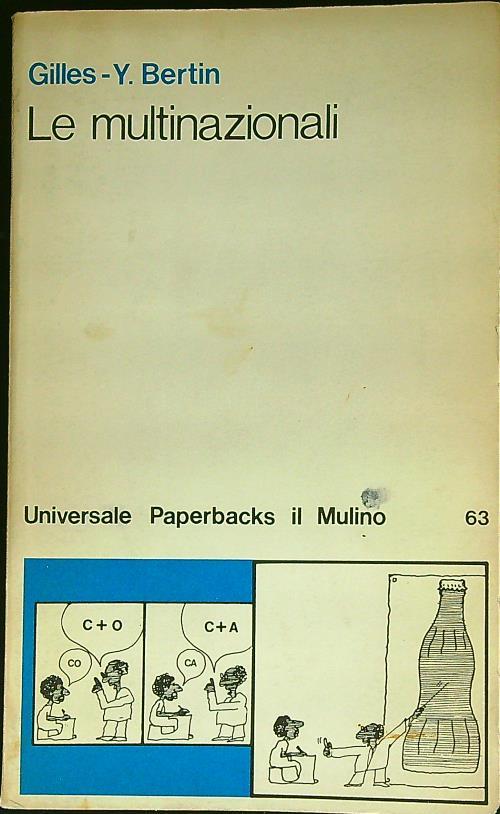 Gilles-Y. Bertin
Le multinazionali
Universale Paperbacks il Mulino 63
C+O
CO
C+A
CA